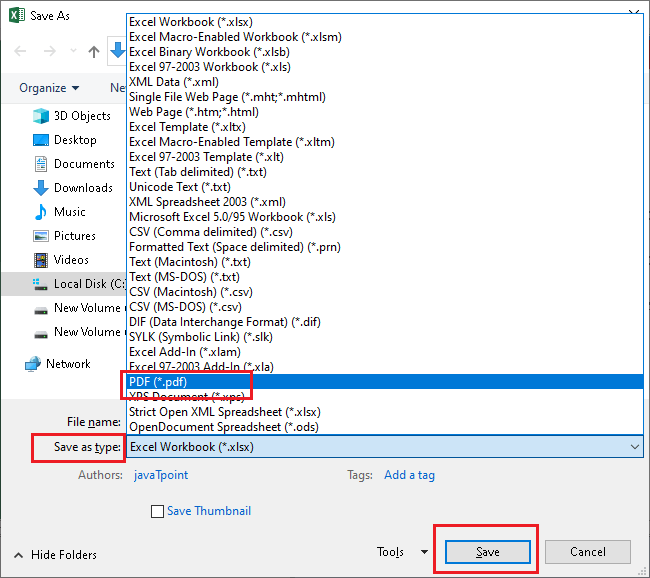 Save As
Organize
Ne
3D Objects
Desktop
Documents
Downloads
Music
Pictures
Videos
Local Disk (C:
New Volume (
New Volume (
Network
Excel Workbook (*.xlsx)
Excel Macro-Enabled Workbook (*.xlsm)
Excel Binary Workbook (*.xlsb)
Excel 97-2003 Workbook (*.xls)
XML Data (*.xml)
Single File Web Page (*.mht;*.mhtml)
Web Page (*.htm;*.html)
Excel Template (*.xltx)
Excel Macro-Enabled Template (*.xltm)
Excel 97-2003 Template (*.xlt)
Text (Tab delimited) (*.txt)
Unicode Text (*.txt)
XML Spreadsheet 2003 (*.xml)
Microsoft Excel 5.0/95 Workbook (*.xls)
CSV (Comma delimited) (*.csv)
Formatted Text (Space delimited) (*.prn)
Text (Macintosh) (*.txt)
Text (MS-DOS) (*.txt)
CSV (Macintosh) (*.csv)
CSV (MS-DOS) (*.csv)
DIF (Data Interchange Format) (*.dif)
SYLK (Symbolic Link) (*.slk)
Excel Add-In (*.xlam)
Excel 97-2003 Add-In (*.xla)
PDF (*.pdf)
XPS Document (*.xps)
Strict Open XML Spreadsheet (*.xlsx)
OpenDocument Spreadsheet (*.ods)
File name:
Save as type: Excel Workbook (*.xlsx)
Authors: javaTpoint Tags: Add a tag
Save Thumbnail
Hide Folders Tools Save Cancel